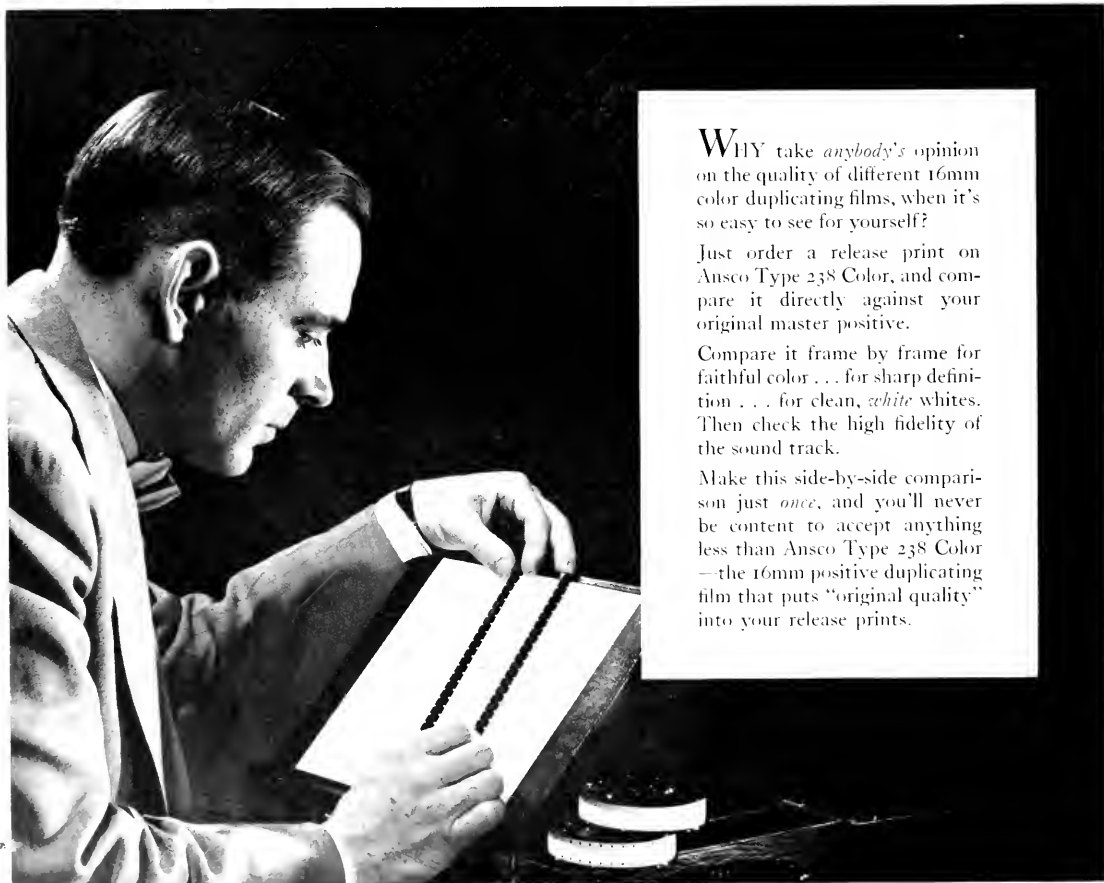 WHY take anybody's opinion
on the quality of different 16mm
color duplicating films, when it's
so easy to see for yourself?
Just order a release print on
Ansco Type 238 Color, and com-
pare it directly against your
original master positive.
Compare it frame by frame for
faithful color . . . for sharp defini-
tion . . . for clean, white whites.
Then check the high fidelity of
the sound track.
Make this side-by-side compari-
son just once, and you'll never
be content to accept anything
less than Ansco Type 238 Color
—the 16mm positive duplicating
film that puts "original quality"
into your release prints.